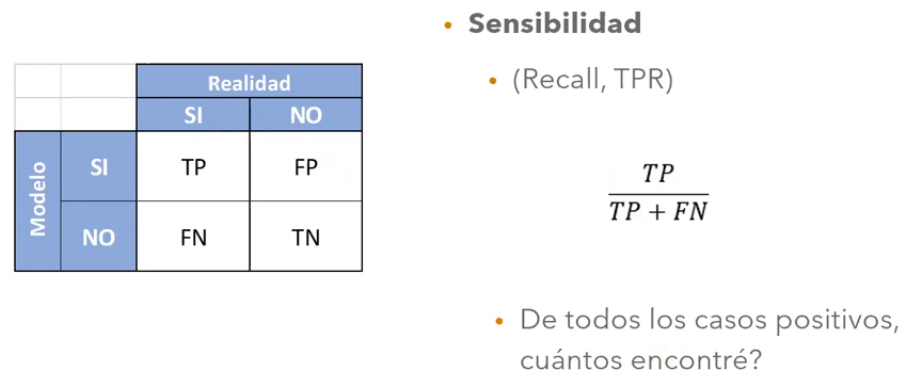 Realidad
SI NO
Modelo
SI TP FP
NO FN TN
• Sensibilidad
• (Recall, TPR)
TP
TP + FN
• De todos los casos positivos,
cuántos encontré?